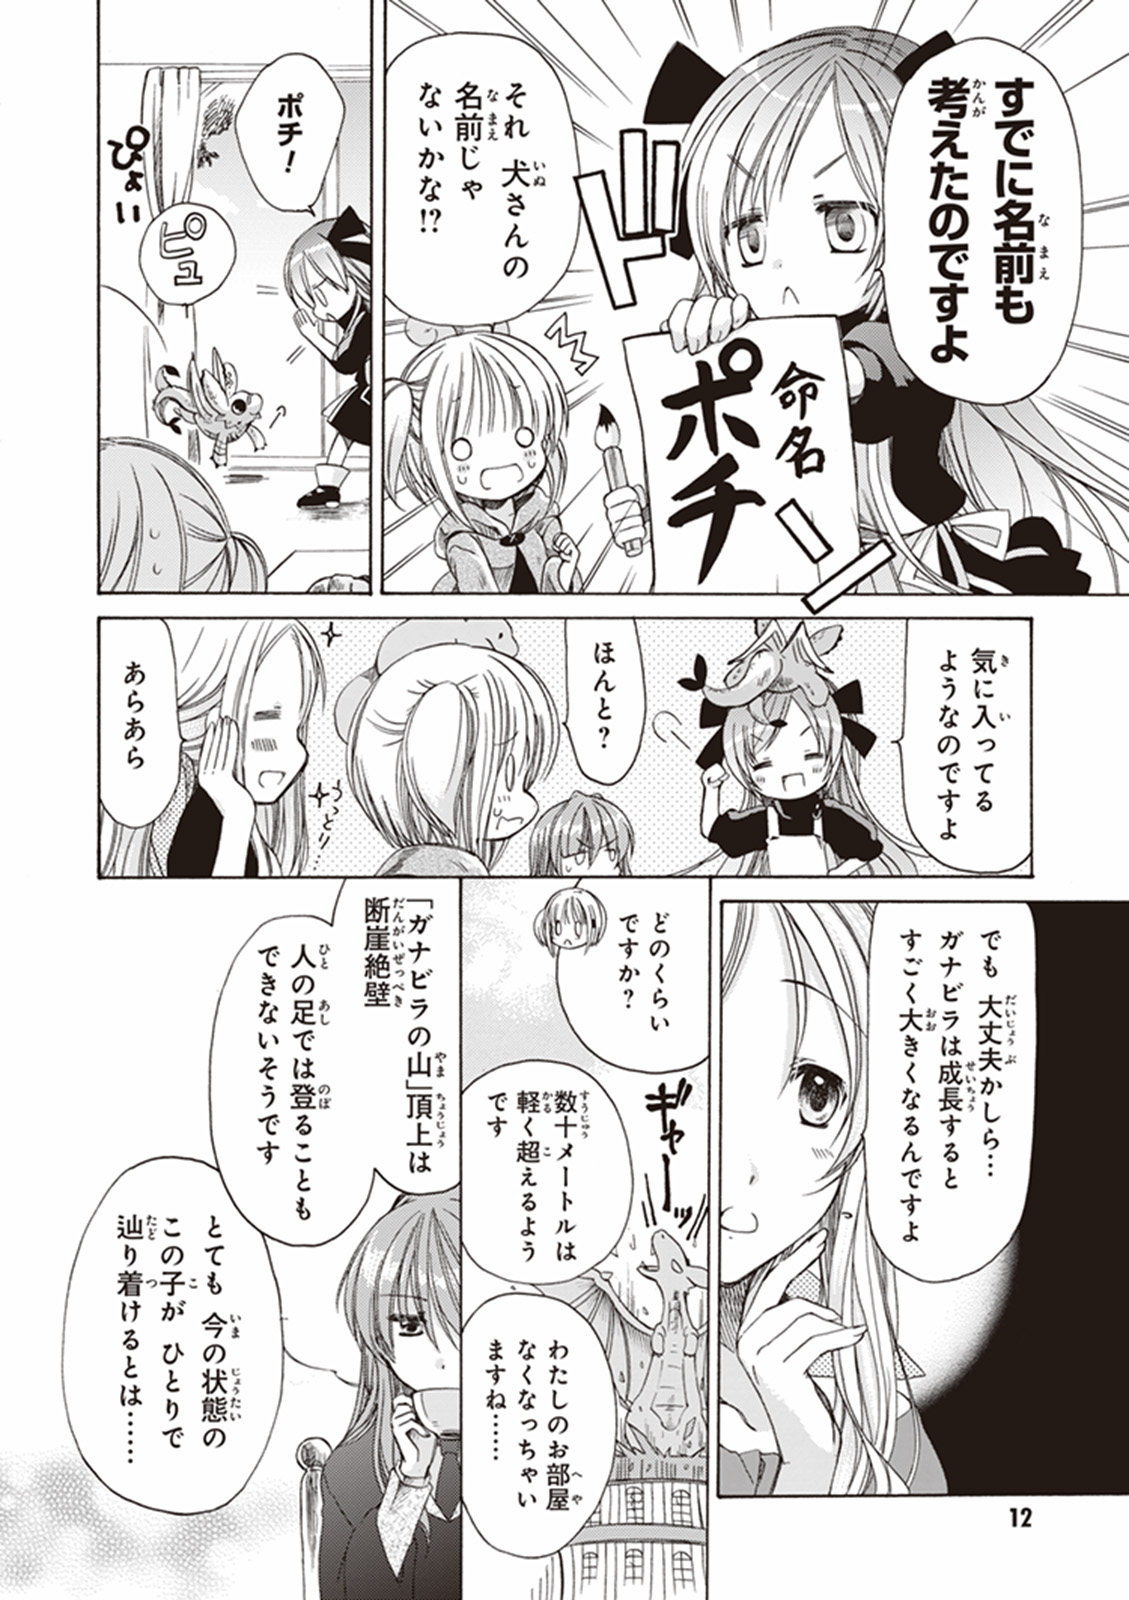 すでに名前も
考えたのですよ
命名
ポチ
ドーン
それ 犬さんの
名前じゃ
ないかな!?
ポチ!
ピュ
ぴょい
気に入ってる
ようなのですよ
ほんと?
うっとり…
あらあら
でも 大丈夫かしら…
ガナビラは成長すると
すごく大きくなるんですよ
どのくらい
ですか?
ギャーッ
数十メートルは
軽く超えるよう
です
わたしのお部屋
なくなっちゃい
ますね……
「ガナビラの山」頂上は
断崖絶壁
人の足では登ることも
できないそうです
とても 今の状態の
この子が ひとりで
辿り着けるとは……
12